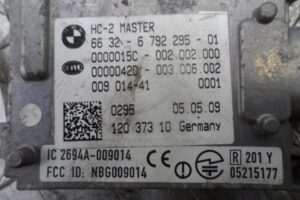 HC-2 MASTER
66 32- 6 792 295 - 01
0000015C - 002.002.000
0000042D -003.006.002
009 014-41 0001
0295 05.05.09
120 373 10 Germany
IC 2694A-009014
FCC ID: NBG009014
R 201 Y
05215177